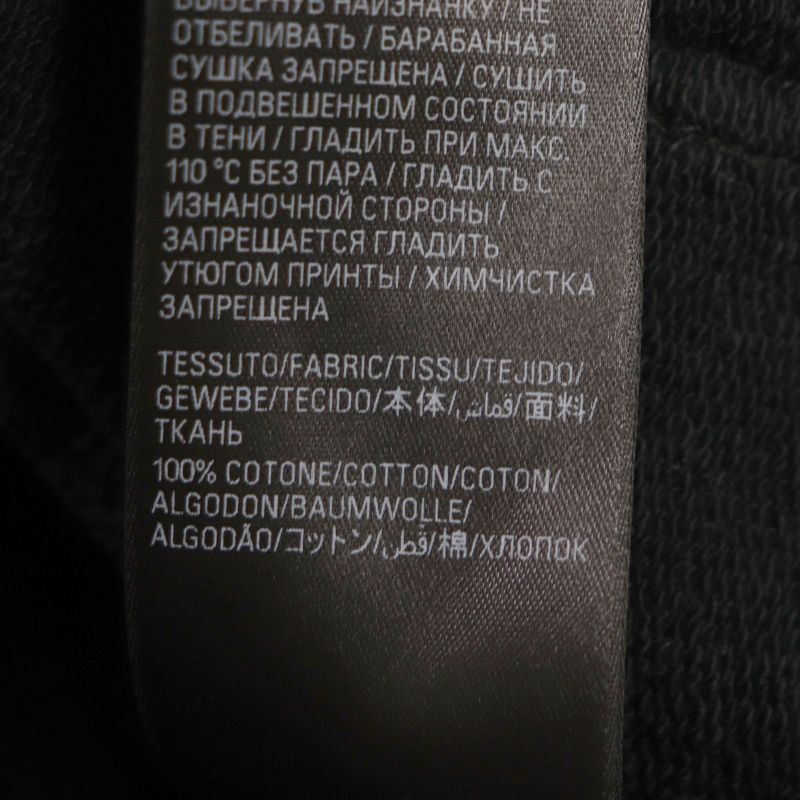 ВЫВЕРНУВ НАИЗНАНКУ / НЕ
ОТБЕЛИВАТЬ / БАРАБАННАЯ
СУШКА ЗАПРЕЩЕНА / СУШИТЬ
В ПОДВЕШЕННОМ СОСТОЯНИИ
В ТЕНИ / ГЛАДИТЬ ПРИ МАКС.
110 °C БЕЗ ПАРА / ГЛАДИТЬ С
ИЗНАНОЧНОЙ СТОРОНЫ /
ЗАПРЕЩАЕТСЯ ГЛАДИТЬ
УТЮГОМ ПРИНТЫ / ХИМЧИСТКА
ЗАПРЕЩЕНА
TESSUTO/FABRIC/TISSU/TEJIDO/
GEWEBE/TECIDO/本体/قماش/面料/
ТКАНЬ
100% COTONE/COTTON/COTON/
ALGODON/BAUMWOLLE/
ALGODÃO/コットン/قطن/棉/ХЛОПОК